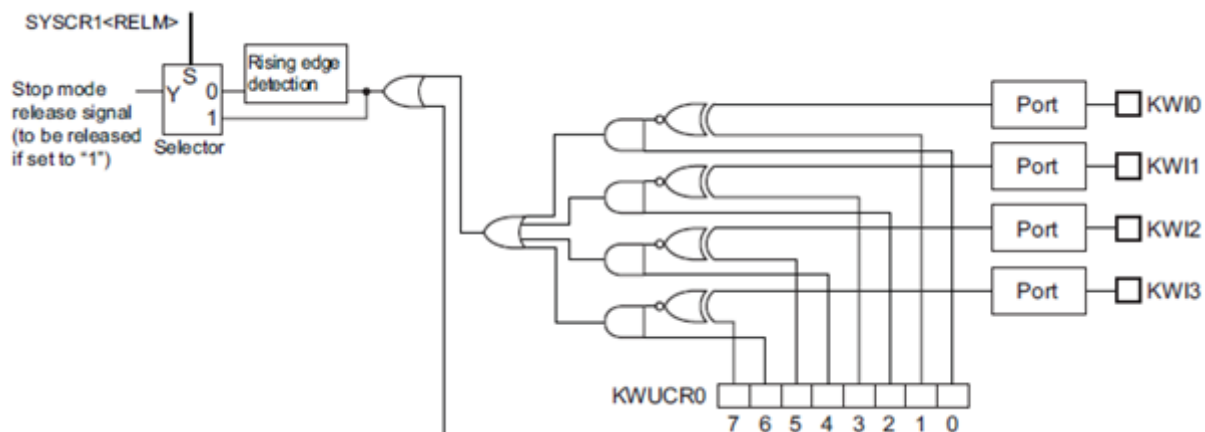 SYSCR1<RELM>
Rising edge
detection
Stop mode
release signal
(to be released
if set to "1")
S
Y
0
1
Selector
Port
KWI0
Port
KWI1
Port
KWI2
Port
KWI3
KWUCR0
7 6 5 4 3 2 1 0